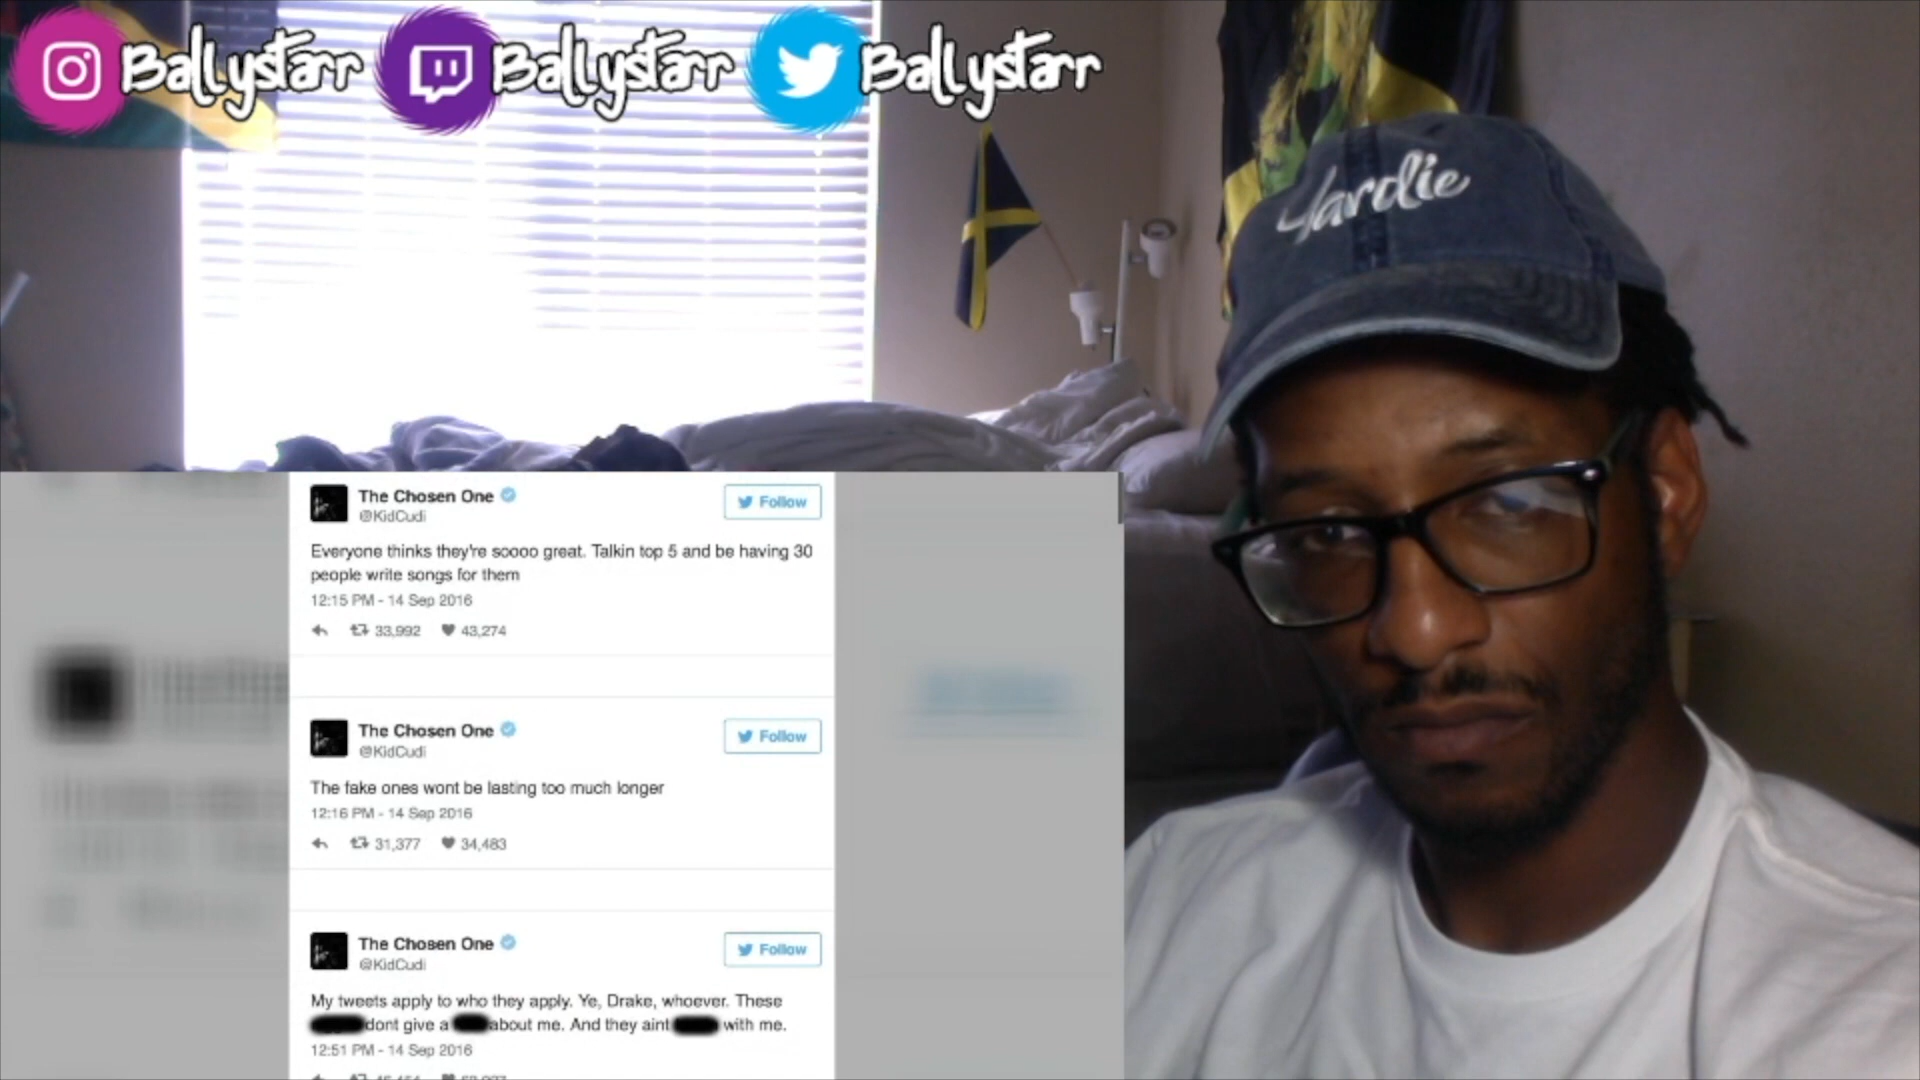 Ballystarr Ballystarr Ballystarr
Yardie
The Chosen One
Follow
@KidCudi
Everyone thinks they're soooo great. Talkin top 5 and be having 30
people write songs for them
12:15 PM - 14 Sep 2016
33,992 43,274
The Chosen One
Follow
@KidCudi
The fake ones wont be lasting too much longer
12:16 PM - 14 Sep 2016
31,377 34,483
The Chosen One
Follow
@KidCudi
My tweets apply to who they apply. Ye, Drake, whoever. These
dont give a about me. And they aint with me.
12:51 PM - 14 Sep 2016